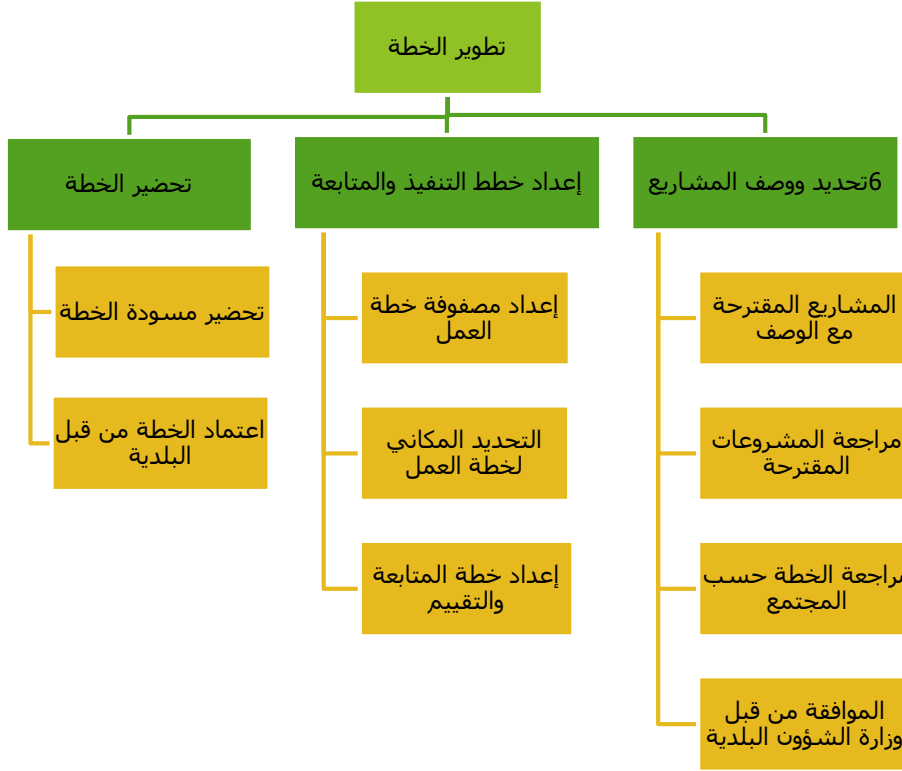 تطوير الخطة
6تحديد ووصف المشاريع
إعداد خطط التنفيذ والمتابعة
تحضير الخطة
المشاريع المقترحة
مع الوصف
مراجعة المشروعات
المقترحة
مراجعة الخطة حسب
المجتمع
الموافقة من قبل
وزارة الشؤون البلدية
إعداد مصفوفة خطة
العمل
التحديد المكاني
لخطة العمل
إعداد خطة المتابعة
والتقييم
تحضير مسودة الخطة
اعتماد الخطة من قبل
البلدية